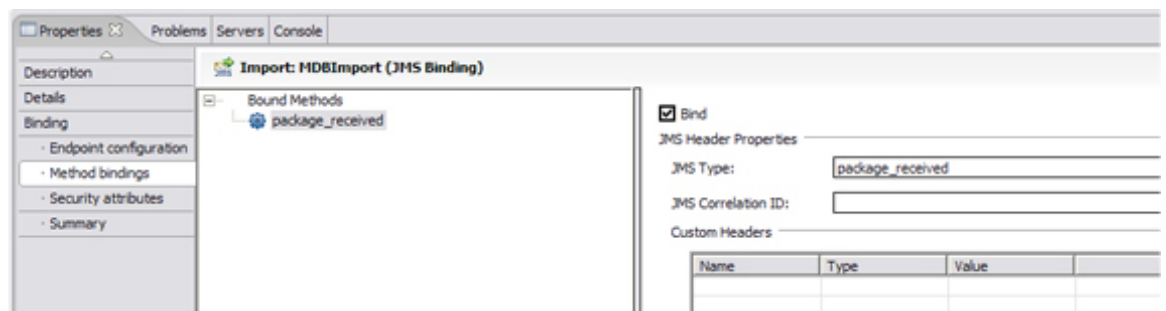 Properties Problems Servers Console
Import: MDBImport (JMS Binding)
Description
Details
Binding
Endpoint configuration
Method bindings
Security attributes
Summary
Bound Methods
package_received
Bind
JMS Header Properties
JMS Type: package_received
JMS Correlation ID:
Custom Headers
Name Type Value